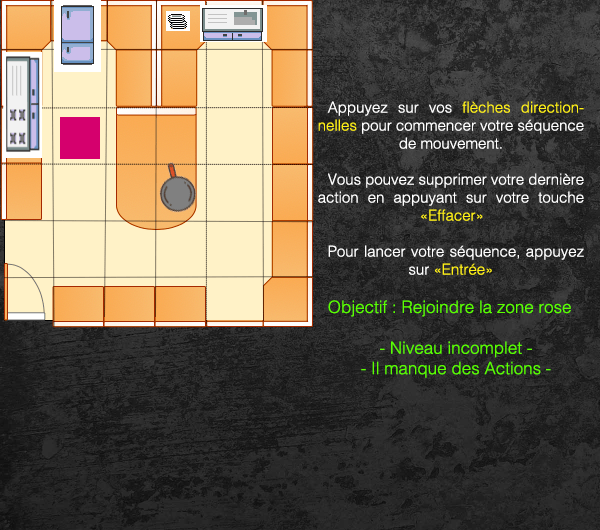 Appuyez sur vos flèches direction-
nelles pour commencer votre séquence
de mouvement.
Vous pouvez supprimer votre dernière
action en appuyant sur votre touche
«Effacer»
Pour lancer votre séquence, appuyez
sur «Entrée»
Objectif : Rejoindre la zone rose
- Niveau incomplet -
- Il manque des Actions -